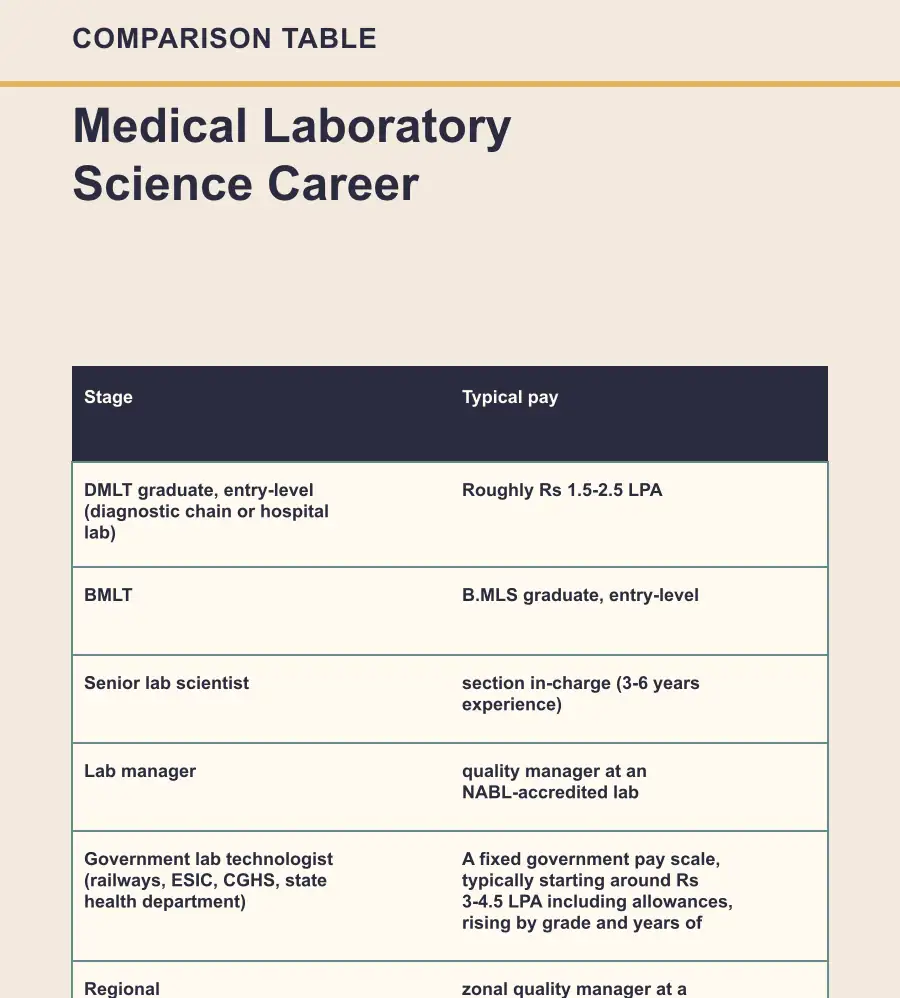 COMPARISON TABLE
Medical Laboratory
Science Career
Stage
Typical pay
DMLT graduate, entry-level
(diagnostic chain or hospital
lab)
Roughly Rs 1.5-2.5 LPA
BMLT
B.MLS graduate, entry-level
Senior lab scientist
section in-charge (3-6 years
experience)
Lab manager
quality manager at an
NABL-accredited lab
Government lab technologist
(railways, ESIC, CGHS, state
health department)
A fixed government pay scale,
typically starting around Rs
3-4.5 LPA including allowances,
rising by grade and years of
Regional
zonal quality manager at a